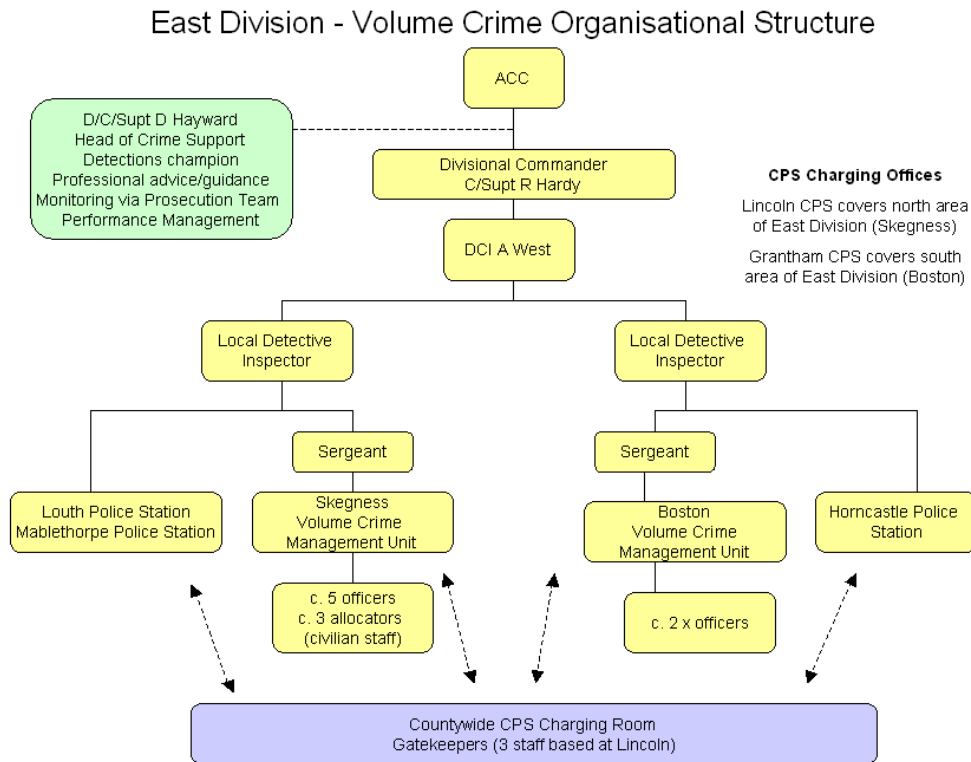 East Division - Volume Crime Organisational Structure
ACC
D/C/Supt D Hayward
Head of Crime Support
Detections champion
Professional advice/guidance
Monitoring via Prosecution Team
Performance Management
Divisional Commander
C/Supt R Hardy
CPS Charging Offices
Lincoln CPS covers north area
of East Division (Skegness)
Grantham CPS covers south
area of East Division (Boston)
DCI A West
Local Detective
Inspector
Local Detective
Inspector
Sergeant
Sergeant
Louth Police Station
Mablethorpe Police Station
Skegness
Volume Crime
Management Unit
Boston
Volume Crime
Management Unit
Horncastle Police
Station
c. 5 officers
c. 3 allocators
(civilian staff)
c. 2 x officers
Countywide CPS Charging Room
Gatekeepers (3 staff based at Lincoln)